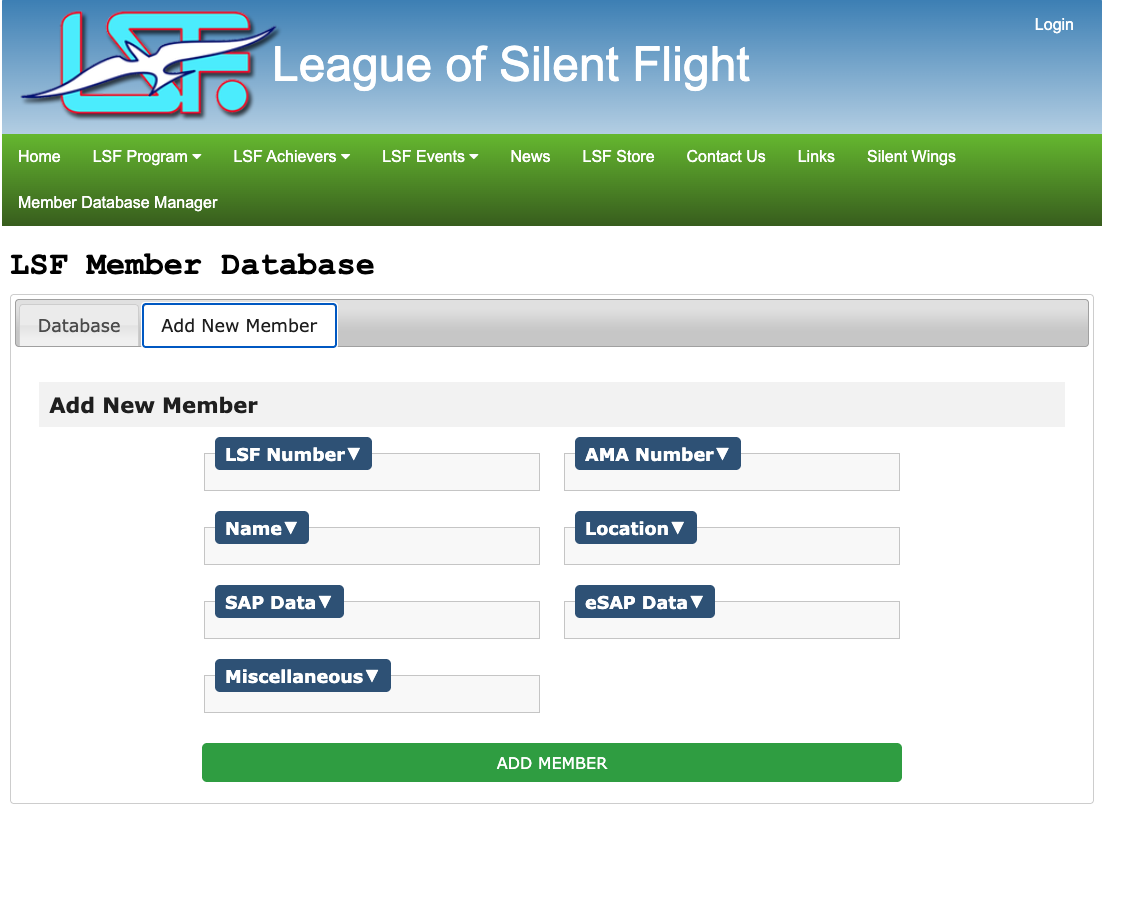 LSF.
League of Silent Flight
Login
Home LSF Program LSF Achievers LSF Events News LSF Store Contact Us Links Silent Wings
Member Database Manager
LSF Member Database
Database Add New Member
Add New Member
LSF Number▼ AMA Number▼
Name▼ Location▼
SAP Data▼ eSAP Data▼
Miscellaneous▼
ADD MEMBER